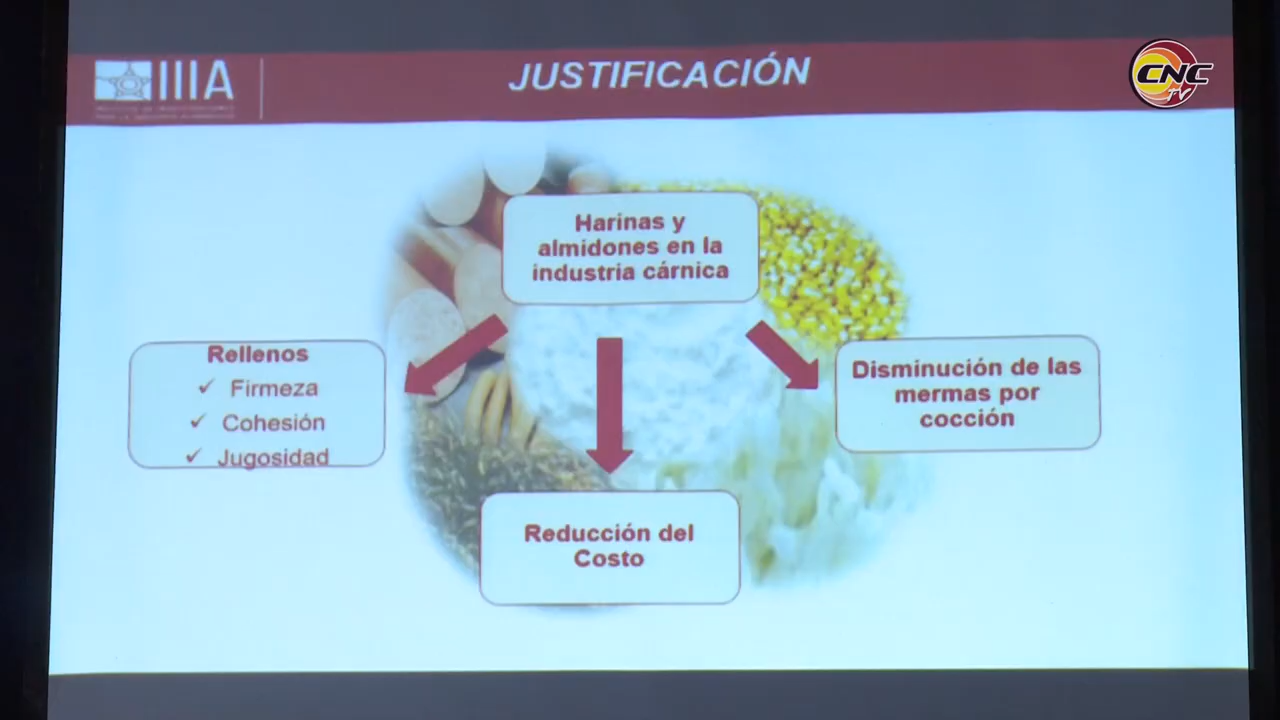 IIIA
JUSTIFICACIÓN
CNC
TV
Harinas y
almidones en la
industria cárnica
Rellenos
✓ Firmeza
✓ Cohesión
✓ Jugosidad
Disminución de las
mermas por
cocción
Reducción del
Costo